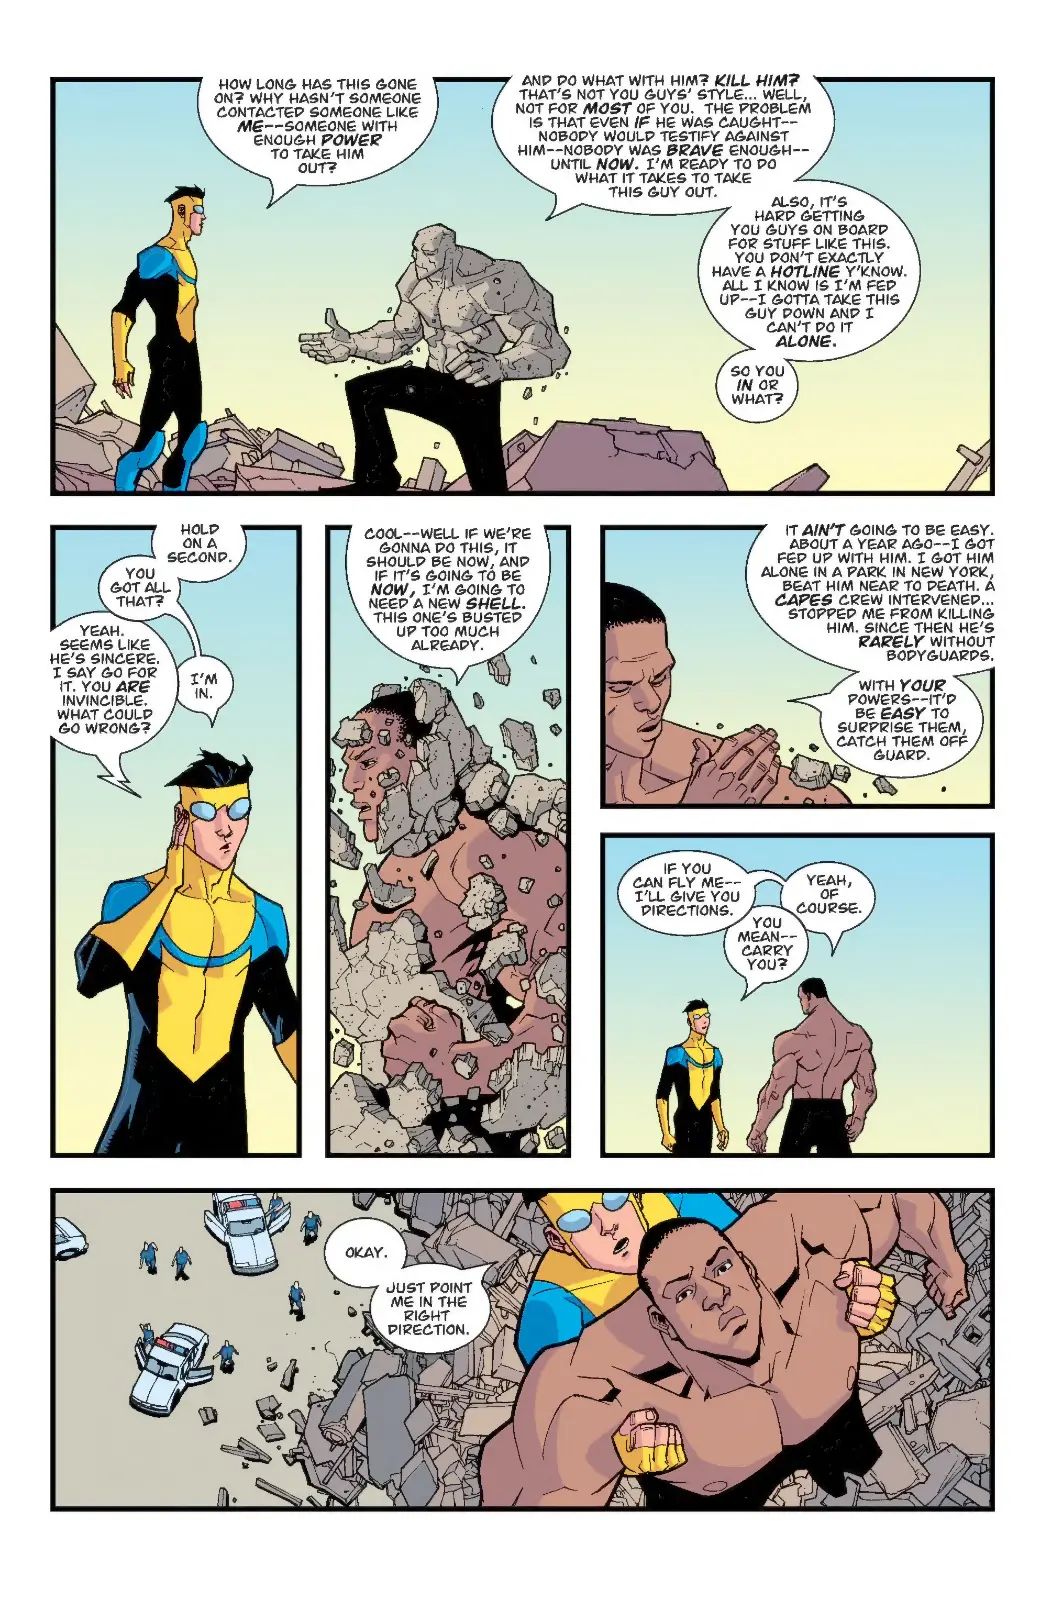 HOW LONG HAS THIS GONE
ON? WHY HASN'T SOMEONE
CONTACTED SOMEONE LIKE
ME--SOMEONE WITH
ENOUGH POWER
TO TAKE HIM
OUT?
AND DO WHAT WITH HIM? KILL HIM?
THAT'S NOT YOU GUYS' STYLE... WELL,
NOT FOR MOST OF YOU. THE PROBLEM
IS THAT EVEN IF HE WAS CAUGHT--
NOBODY WOULD TESTIFY AGAINST
HIM--NOBODY WAS BRAVE ENOUGH--
UNTIL NOW. I'M READY TO DO
WHAT IT TAKES TO TAKE
THIS GUY OUT.
ALSO, IT'S
HARD GETTING
YOU GUYS ON BOARD
FOR STUFF LIKE THIS.
YOU DON'T EXACTLY
HAVE A HOTLINE Y'KNOW.
ALL I KNOW IS I'M FED
UP--I GOTTA TAKE THIS
GUY DOWN AND I
CAN'T DO IT
ALONE.
SO YOU
IN OR
WHAT?
HOLD
ON A
SECOND.
YOU
GOT ALL
THAT?
YEAH.
SEEMS LIKE
HE'S SINCERE.
I SAY GO FOR
IT. YOU ARE
INVINCIBLE.
WHAT COULD
GO WRONG?
I'M
IN.
COOL--WELL IF WE'RE
GONNA DO THIS, IT
SHOULD BE NOW, AND
IF IT'S GOING TO BE
NOW, I'M GOING TO
NEED A NEW SHELL.
THIS ONE'S BUSTED
UP TOO MUCH
ALREADY.
IT AIN'T GOING TO BE EASY.
ABOUT A YEAR AGO--I GOT
FED UP WITH HIM. I GOT HIM
ALONE IN A PARK IN NEW YORK,
BEAT HIM NEAR TO DEATH. A
CAPES CREW INTERVENED...
STOPPED ME FROM KILLING
HIM. SINCE THEN HE'S
RARELY WITHOUT
BODYGUARDS.
WITH YOUR
POWERS--IT'D
BE EASY TO
SURPRISE THEM,
CATCH THEM OFF
GUARD.
IF YOU
CAN FLY ME--
I'LL GIVE YOU
DIRECTIONS.
YOU
MEAN--
CARRY
YOU?
YEAH,
OF
COURSE.
OKAY.
JUST POINT
ME IN THE
RIGHT
DIRECTION.